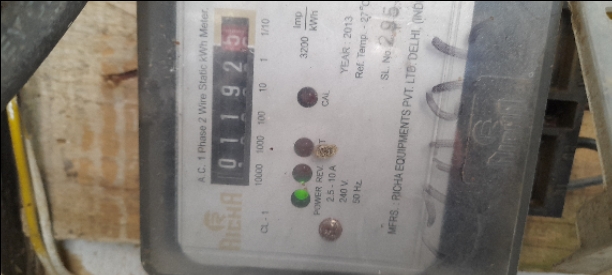 A.C. 1 Phase 2 Wire Static kWh Meter
RICHA
0 1 1 9 2
10000 1000 100 10 1 1/10
CL - 1
Imp
3200 kWh
CAL
POWER REV.
2.5 - 10 A
240 V
50 Hz
YEAR : 2013
Ref. Temp. - 27°C
SL. No. 295
MFRS. : RICHA EQUIPMENTS PVT. LTD. DELHI, (IND